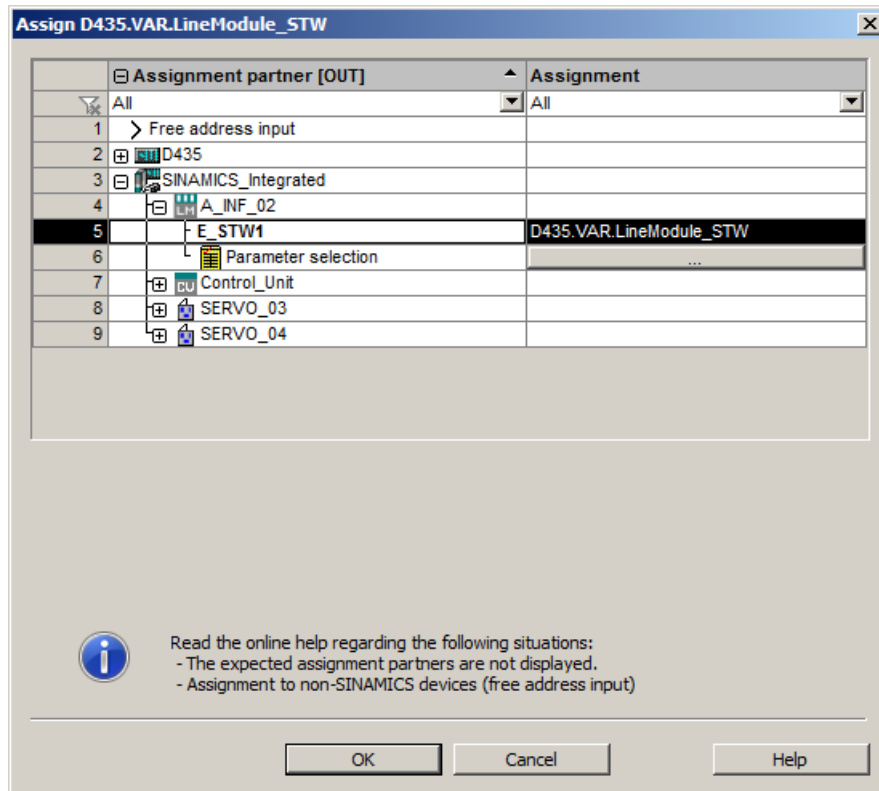 Assign D435.VAR.LineModule_STW
Assignment partner [OUT] Assignment
All All
1 Free address input
2 D435
3 SINAMICS_Integrated
4 LM A_INF_02
5 E_STW1 D435.VAR.LineModule_STW
6 Parameter selection ...
7 CU Control_Unit
8 SERVO_03
9 SERVO_04
Read the online help regarding the following situations:
- The expected assignment partners are not displayed.
- Assignment to non-SINAMICS devices (free address input)
OK Cancel Help